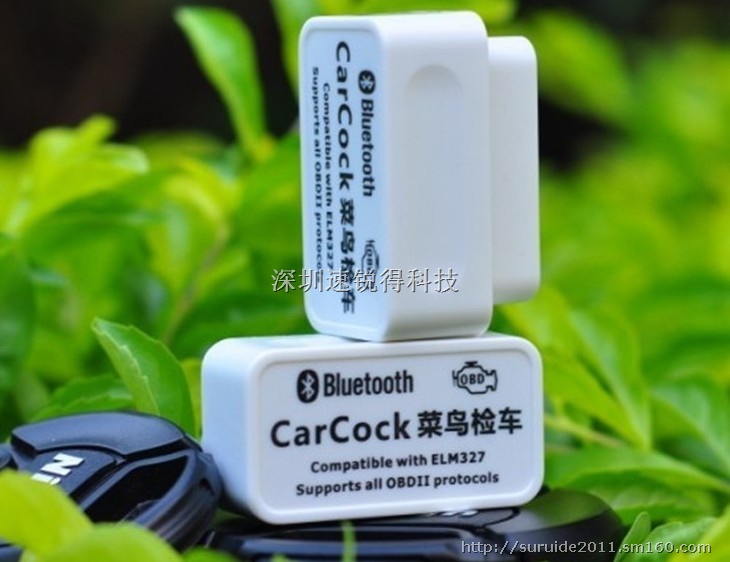 Bluetooth
CarCock 菜鸟检车
Compatible with ELM327
Supports all OBDII protocols
OBD
深圳速锐得科技
Bluetooth
OBD
CarCock 菜鸟检车
Compatible with ELM327
Supports all OBDII protocols
http://suruide2011.sm160.com